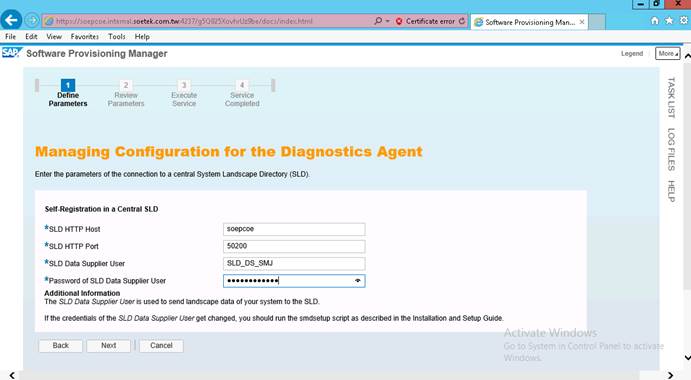 https://soepcoe.internal.soetek.com.tw:4237/g5Q825XovhrUz9be/docs/index.html
Certificate error
Software Provisioning Man...
File Edit View Favorites Tools Help
SAP Software Provisioning Manager
Legend More
1 2 3 4
Define Parameters
Review Parameters
Execute Service
Service Completed
TASK LIST
LOG FILES
HELP
Managing Configuration for the Diagnostics Agent
Enter the parameters of the connection to a central System Landscape Directory (SLD).
Self-Registration in a Central SLD
*SLD HTTP Host soepcoe
*SLD HTTP Port 50200
*SLD Data Supplier User SLD_DS_SMJ
*Password of SLD Data Supplier User ••••••••••••
Additional Information
The SLD Data Supplier User is used to send landscape data of your system to the SLD.
If the credentials of the SLD Data Supplier User get changed, you should run the smdsetup script as described in the Installation and Setup Guide.
Back Next Cancel
Activate Windows
Go to System in Control Panel to activate
Windows.